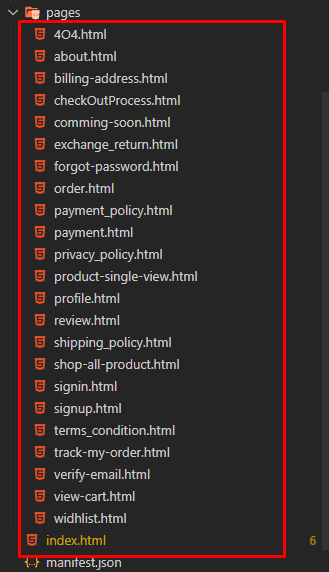 pages
4O4.html
about.html
billing-address.html
checkOutProcess.html
comming-soon.html
exchange_return.html
forgot-password.html
order.html
payment_policy.html
payment.html
privacy_policy.html
product-single-view.html
profile.html
review.html
shipping_policy.html
shop-all-product.html
signin.html
signup.html
terms_condition.html
track-my-order.html
verify-email.html
view-cart.html
widhlist.html
index.html 6
manifest.json